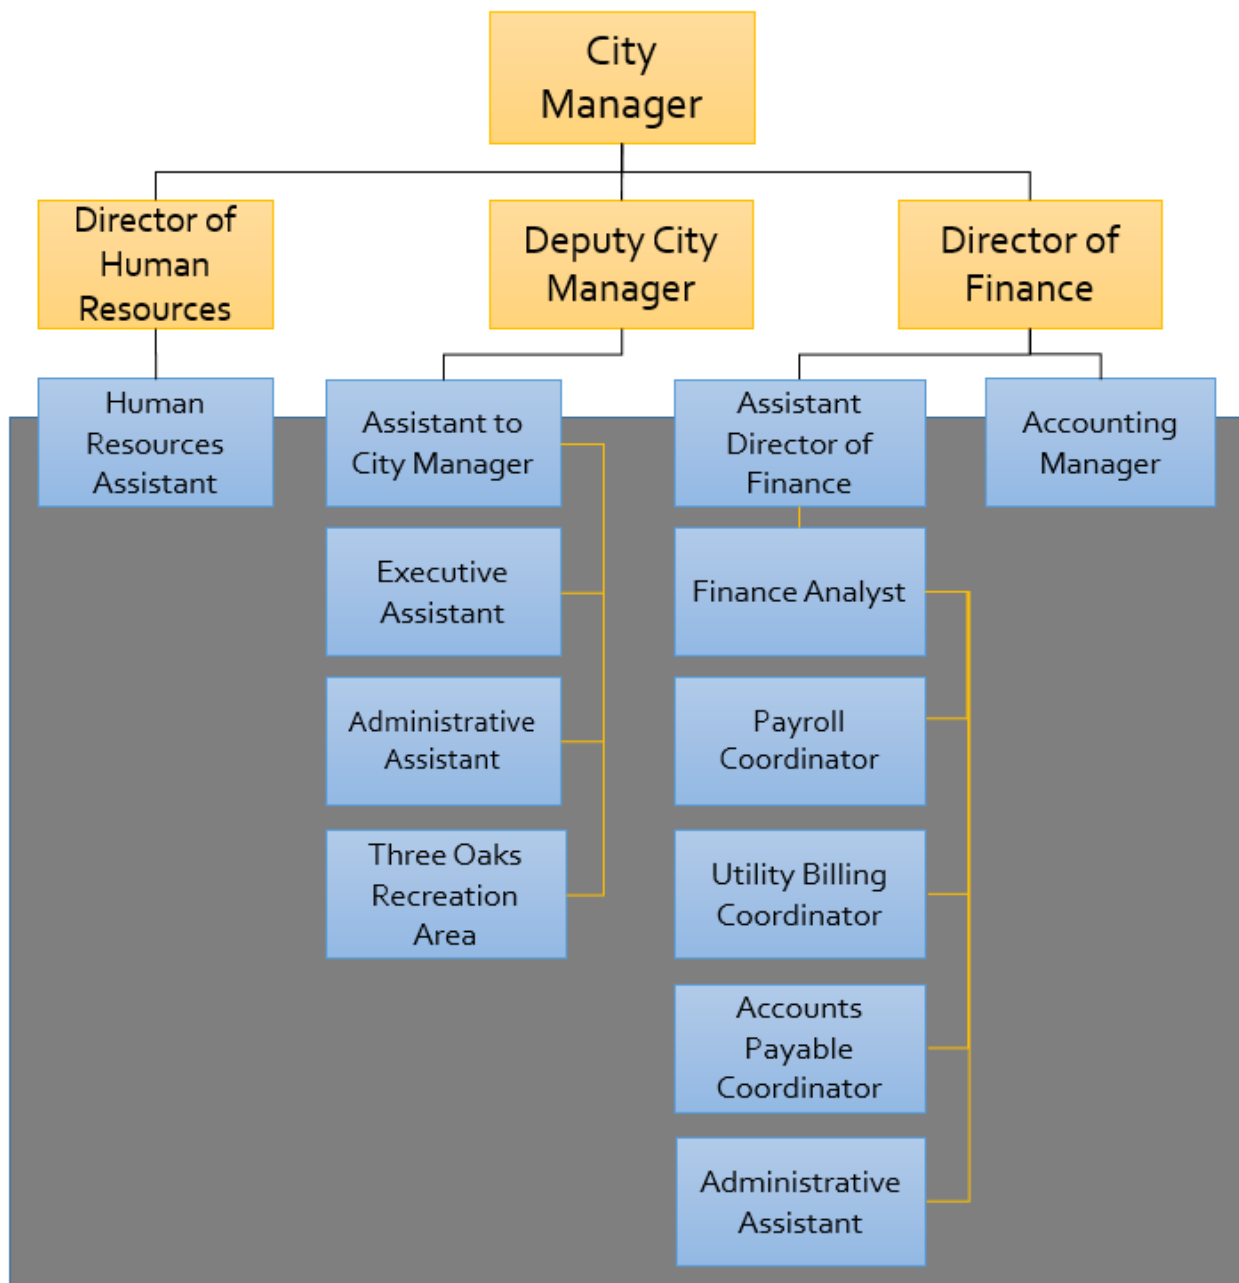 City
Manager
Director of
Human
Resources
Deputy City
Manager
Director of
Finance
Human
Resources
Assistant
Assistant to
City Manager
Assistant
Director of
Finance
Accounting
Manager
Executive
Assistant
Finance Analyst
Administrative
Assistant
Payroll
Coordinator
Three Oaks
Recreation
Area
Utility Billing
Coordinator
Accounts
Payable
Coordinator
Administrative
Assistant